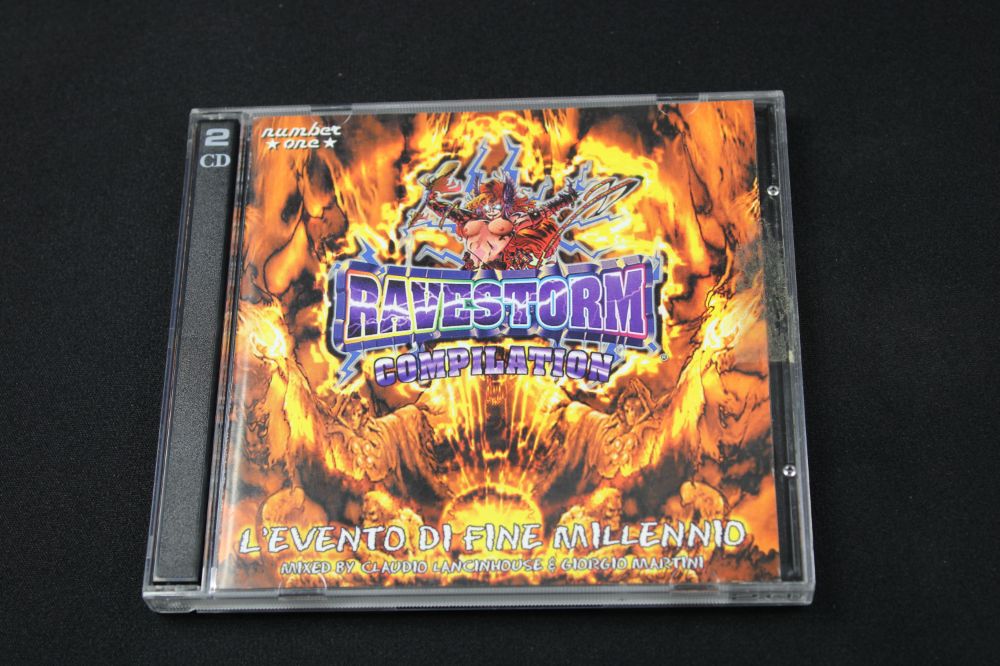 2
CD
number
★ one ★
RAVESTORM
COMPILATION
®
L'EVENTO DI FINE MILLENNIO
MIXED BY CLAUDIO LANCINHOUSE & GIORGIO MARTINI